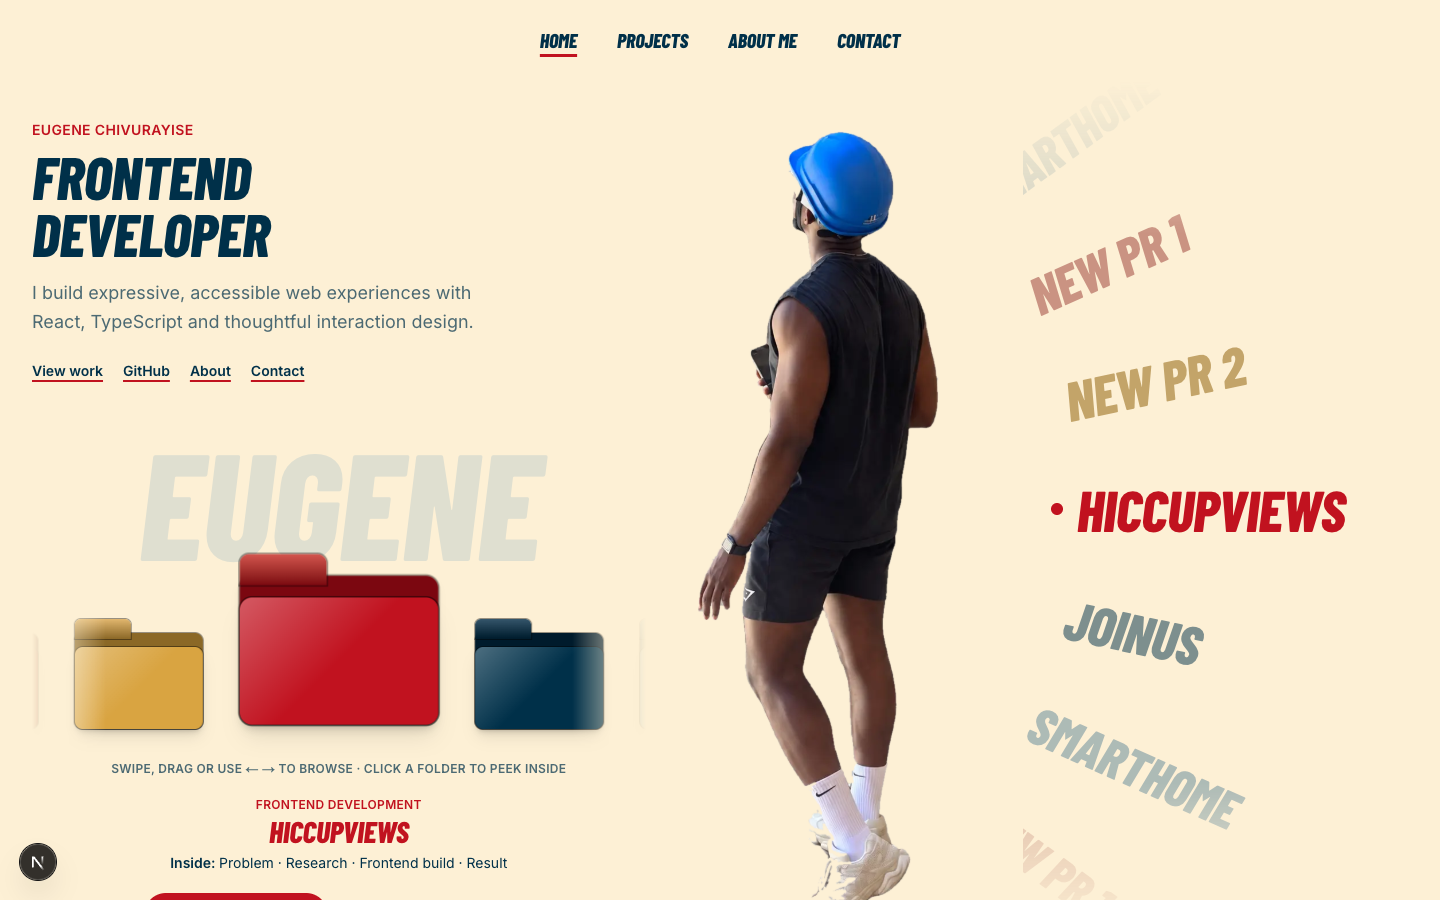 HOME PROJECTS ABOUT ME CONTACT
EUGENE CHIVURAYISE
FRONTEND
DEVELOPER
I build expressive, accessible web experiences with
React, TypeScript and thoughtful interaction design.
View work GitHub About Contact
EUGENE
SWIPE, DRAG OR USE ←→ TO BROWSE · CLICK A FOLDER TO PEEK INSIDE
FRONTEND DEVELOPMENT
HICCUPVIEWS
Inside: Problem · Research · Frontend build · Result
N
ARTHOME
NEW PR 1
NEW PR 2
• HICCUPVIEWS
JOINUS
SMARTHOME
W PR